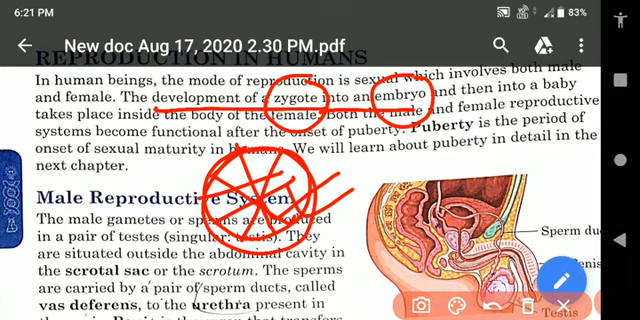 6:21 PM
83%
New doc Aug 17, 2020 2.30 PM.pdf
REPRODUCTION IN HUMANS
In human beings, the mode of reproduction is sexual which involves both male
and female. The development of a zygote into an embryo and then into a baby
takes place inside the body of the female. Both the male and female reproductive
systems become functional after the onset of puberty. Puberty is the period of
onset of sexual maturity in humans. We will learn about puberty in detail in the
next chapter.
Male Reproductive System
The male gametes or sperms are produced
in a pair of testes (singular: testis). They
are situated outside the abdominal cavity in
the scrotal sac or the scrotum. The sperms
are carried by a pair of sperm ducts, called
vas deferens, to the urethra present in
Sperm du
enis
Testis